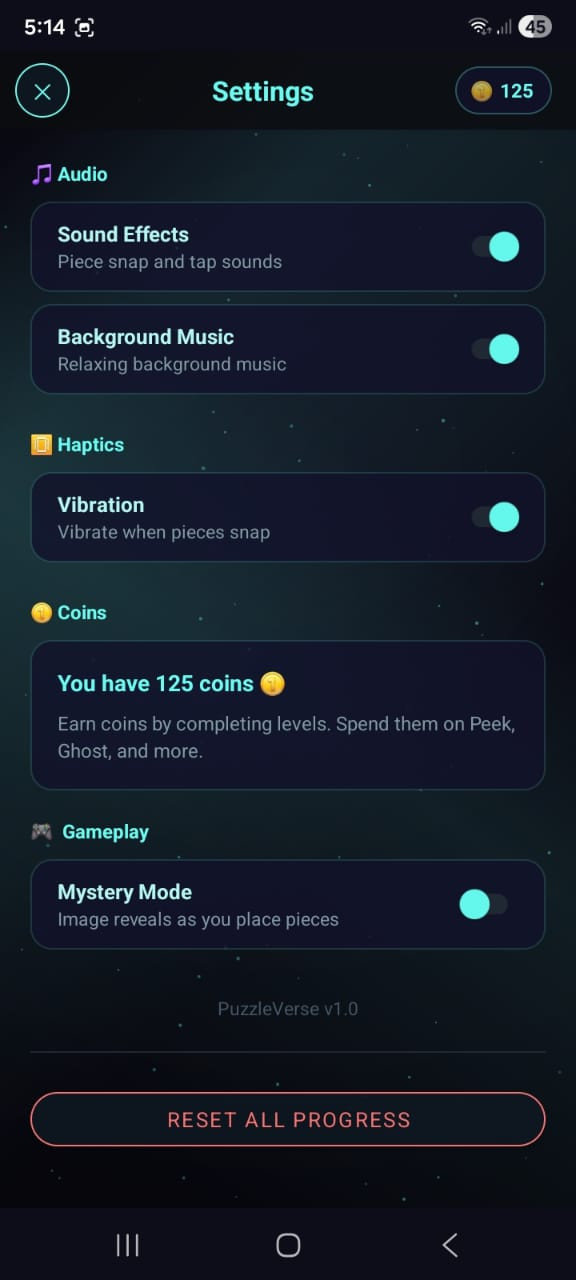 5:14
45
Settings
125
Audio
Sound Effects
Piece snap and tap sounds
Background Music
Relaxing background music
Haptics
Vibration
Vibrate when pieces snap
Coins
You have 125 coins
Earn coins by completing levels. Spend them on Peek,
Ghost, and more.
Gameplay
Mystery Mode
Image reveals as you place pieces
PuzzleVerse v1.0
RESET ALL PROGRESS